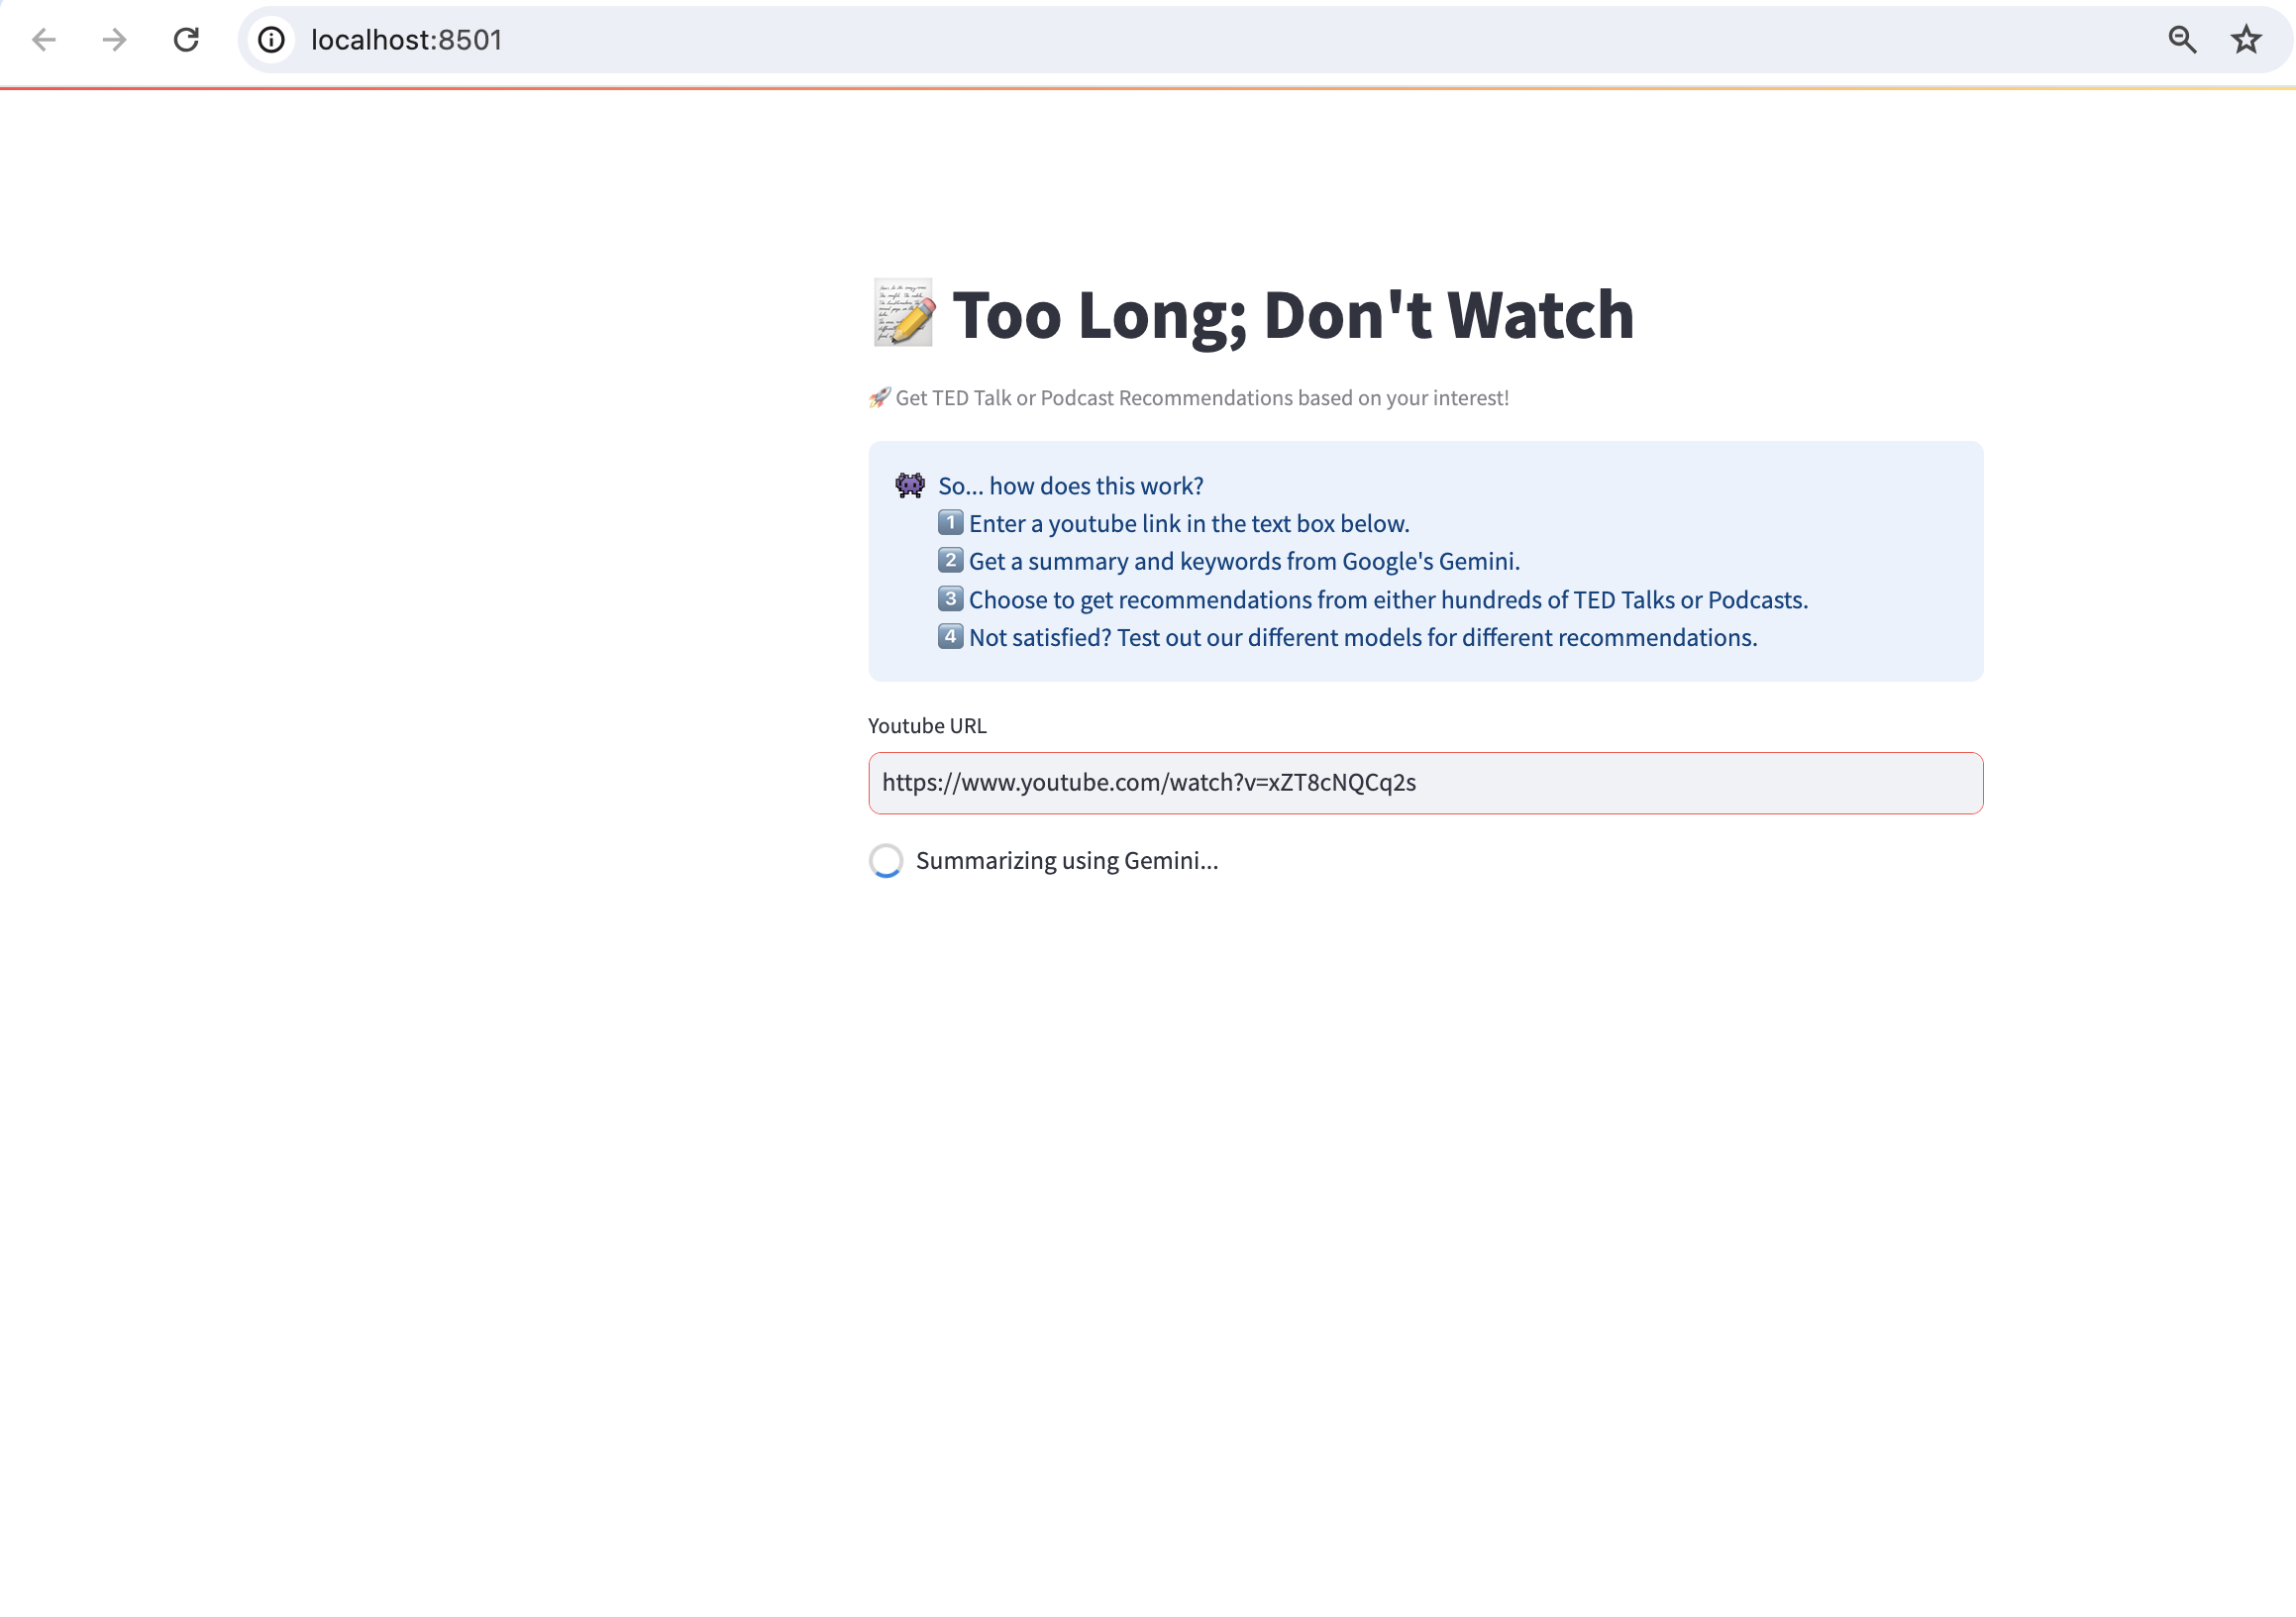 localhost:8501
📝 Too Long; Don't Watch
🚀 Get TED Talk or Podcast Recommendations based on your interest!
👾 So... how does this work?
1️⃣ Enter a youtube link in the text box below.
2️⃣ Get a summary and keywords from Google's Gemini.
3️⃣ Choose to get recommendations from either hundreds of TED Talks or Podcasts.
4️⃣ Not satisfied? Test out our different models for different recommendations.
Youtube URL
https://www.youtube.com/watch?v=xZT8cNQCq2s
Summarizing using Gemini...